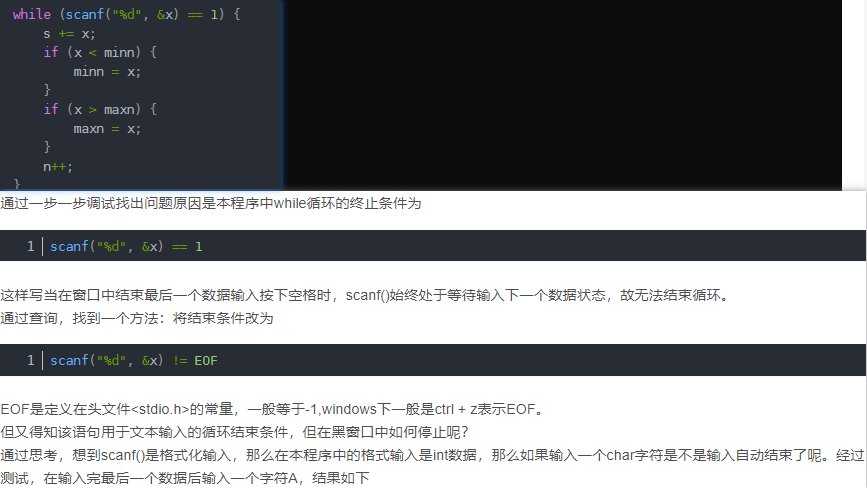 while (scanf("%d", &x) == 1) {
s += x;
if (x < minn) {
minn = x;
}
if (x > maxn) {
maxn = x;
}
n++;
}
通过一步一步调试找出问题原因是本程序中while循环的终止条件为
1 scanf("%d", &x) == 1
这样写当在窗口中结束最后一个数据输入按下空格时，scanf()始终处于等待输入下一个数据状态，故无法结束循环。
通过查询，找到一个方法：将结束条件改为
1 scanf("%d", &x) != EOF
EOF是定义在头文件<stdio.h>的常量，一般等于-1,windows下一般是ctrl + z表示EOF。
但又得知该语句用于文本输入的循环结束条件，但在黑窗口中如何停止呢？
通过思考，想到scanf()是格式化输入，那么在本程序中的格式输入是int数据，那么如果输入一个char字符是不是输入自动结束了呢。经过
测试，在输入完最后一个数据后输入一个字符A，结果如下